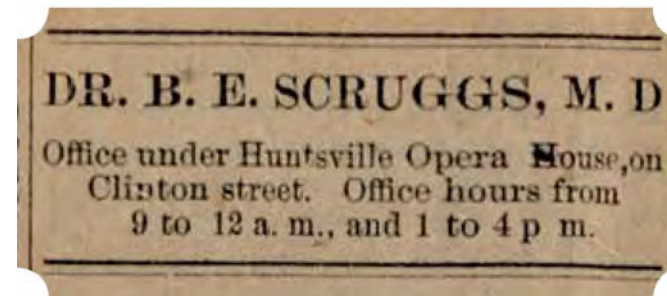 DR. B. E. SCRUGGS, M. D
Office under Huntsville Opera House,on
Clinton street. Office hours from
9 to 12 a. m., and 1 to 4 p m.